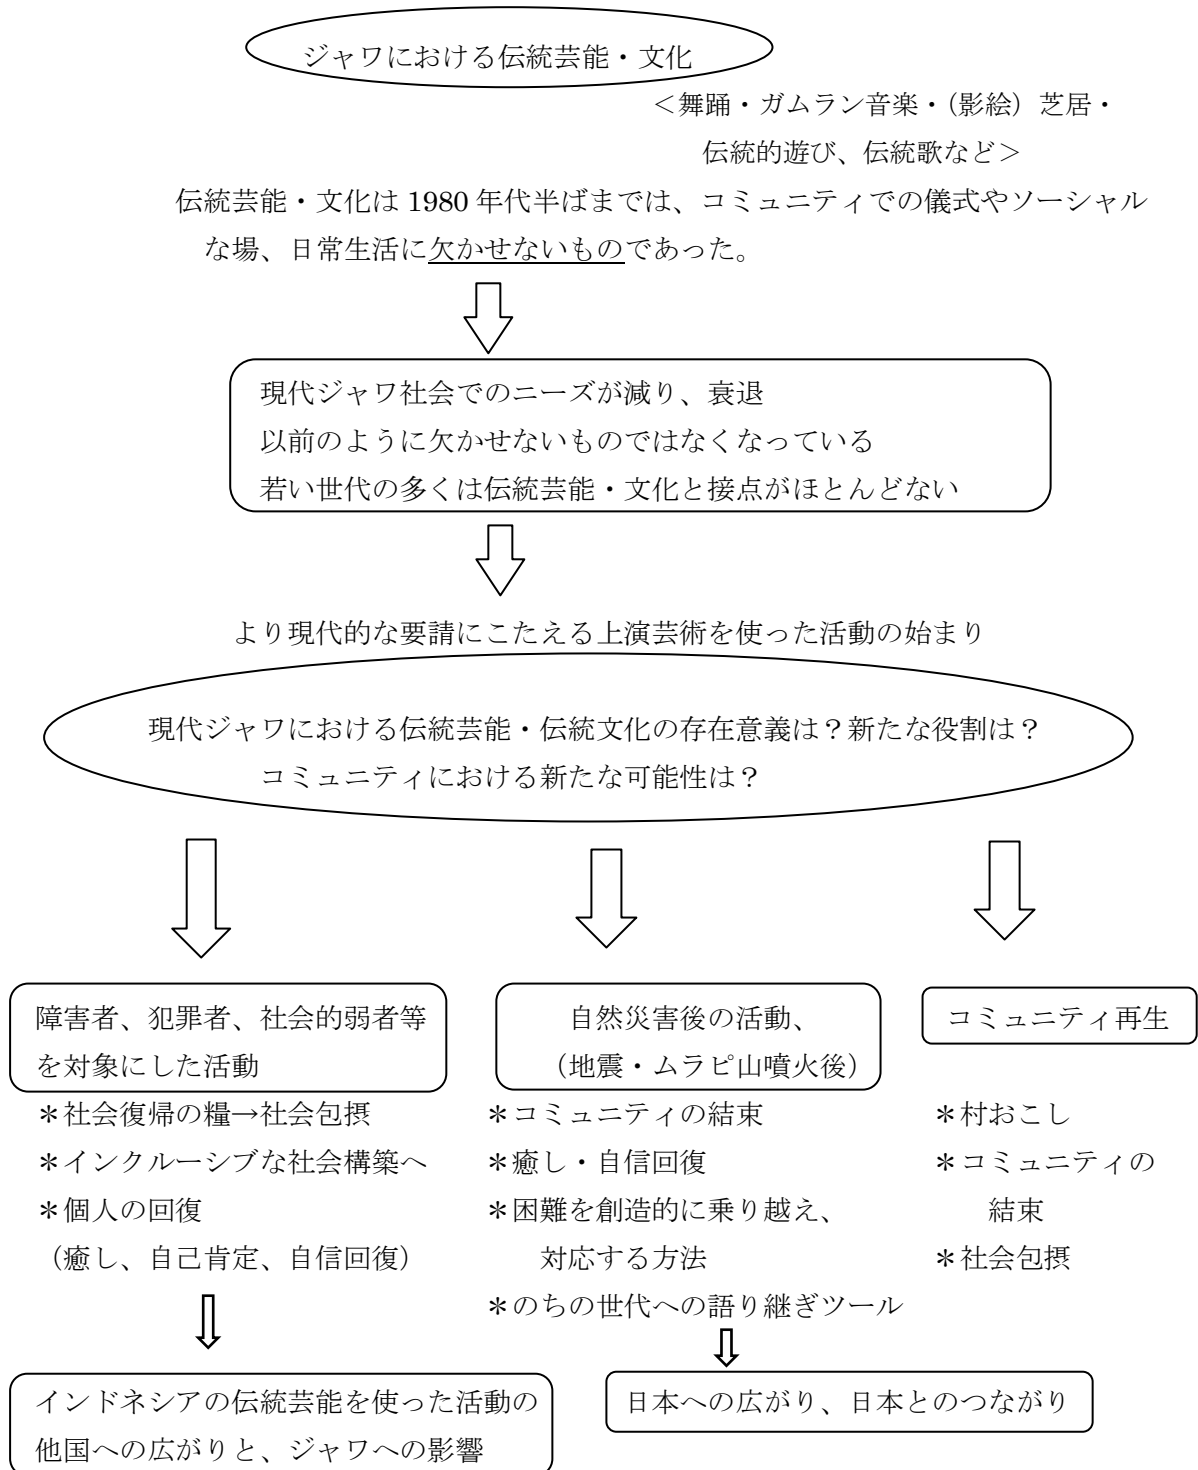 ジャワにおける伝統芸能・文化
＜舞踊・ガムラン音楽・（影絵）芝居・
伝統的遊び、伝統歌など＞
伝統芸能・文化は 1980 年代半ばまでは、コミュニティでの儀式やソーシャル
な場、日常生活に欠かせないものであった。
現代ジャワ社会でのニーズが減り、衰退
以前のように欠かせないものではなくなっている
若い世代の多くは伝統芸能・文化と接点がほとんどない
より現代的な要請にこたえる上演芸術を使った活動の始まり
現代ジャワにおける伝統芸能・伝統文化の存在意義は？新たな役割は？
コミュニティにおける新たな可能性は？
障害者、犯罪者、社会的弱者等
を対象にした活動
＊社会復帰の糧→社会包摂
＊インクルーシブな社会構築へ
＊個人の回復
（癒し、自己肯定、自信回復）
インドネシアの伝統芸能を使った活動の
他国への広がりと、ジャワへの影響
自然災害後の活動、
（地震・ムラピ山噴火後）
＊コミュニティの結束
＊癒し・自信回復
＊困難を創造的に乗り越え、
対応する方法
＊のちの世代への語り継ぎツール
日本への広がり、日本とのつながり
コミュニティ再生
＊村おこし
＊コミュニティの
結束
＊社会包摂